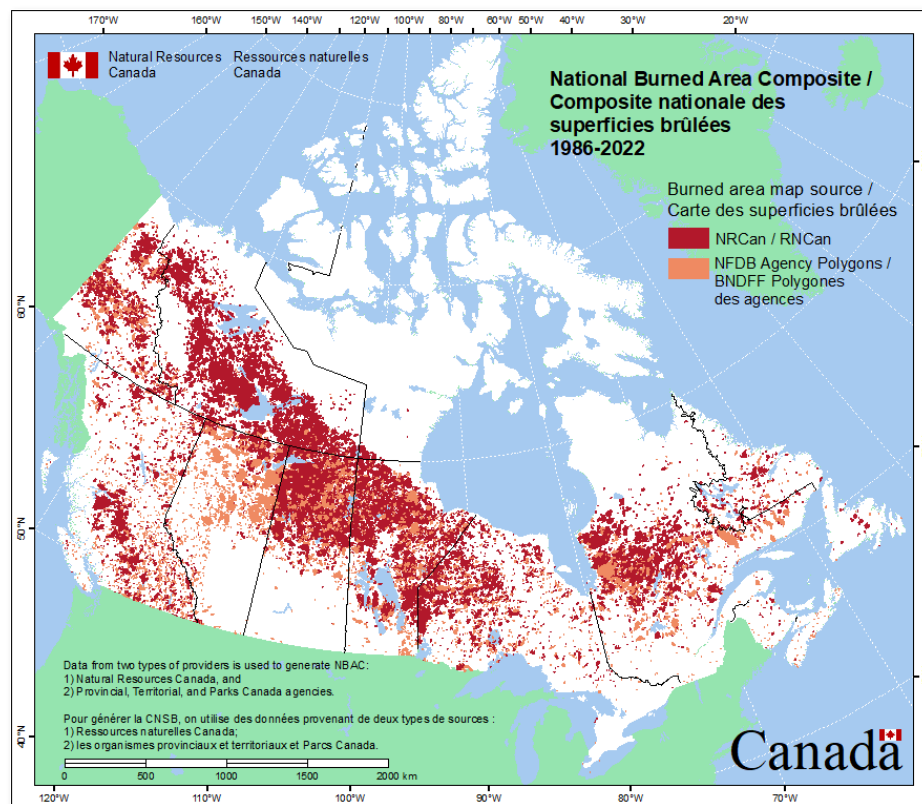 170°W 160°W 150°W 140°W 130°W 120°W 110°W 100°W 90°W 80°W 70°W 60°W 50°W 40°W 30°W 20°W
Natural Resources Canada
Ressources naturelles Canada
National Burned Area Composite /
Composite nationale des
superficies brûlées
1986-2022
Burned area map source /
Carte des superficies brûlées
NRCan / RNCan
NFDB Agency Polygons /
BNDFF Polygones
des agences
60°N
50°N
40°N
Data from two types of providers is used to generate NBAC:
1) Natural Resources Canada, and
2) Provincial, Territorial, and Parks Canada agencies.
Pour générer la CNSB, on utilise des données provenant de deux types de sources :
1) Ressources naturelles Canada;
2) les organismes provinciaux et territoriaux et Parcs Canada.
0 500 1000 1500 2000 km
Canada
120°W 110°W 100°W 90°W 80°W 70°W